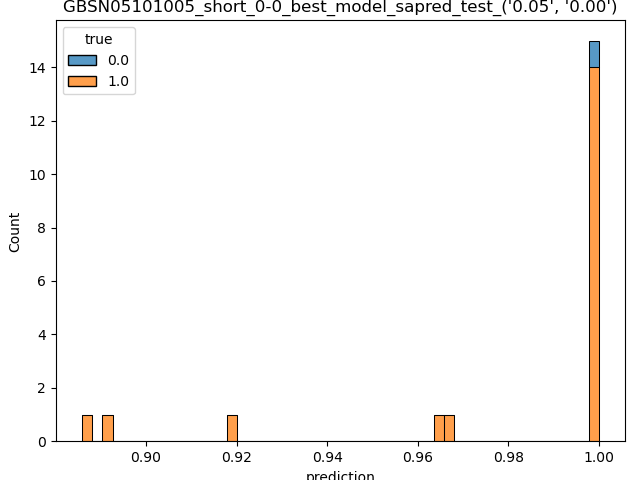 GBSN05101005_short_0-0_best_model_sapred_test_('0.05', '0.00')
true
0.0
1.0
14
12
10
8
6
4
2
0
Count
0.90 0.92 0.94 0.96 0.98 1.00
prediction